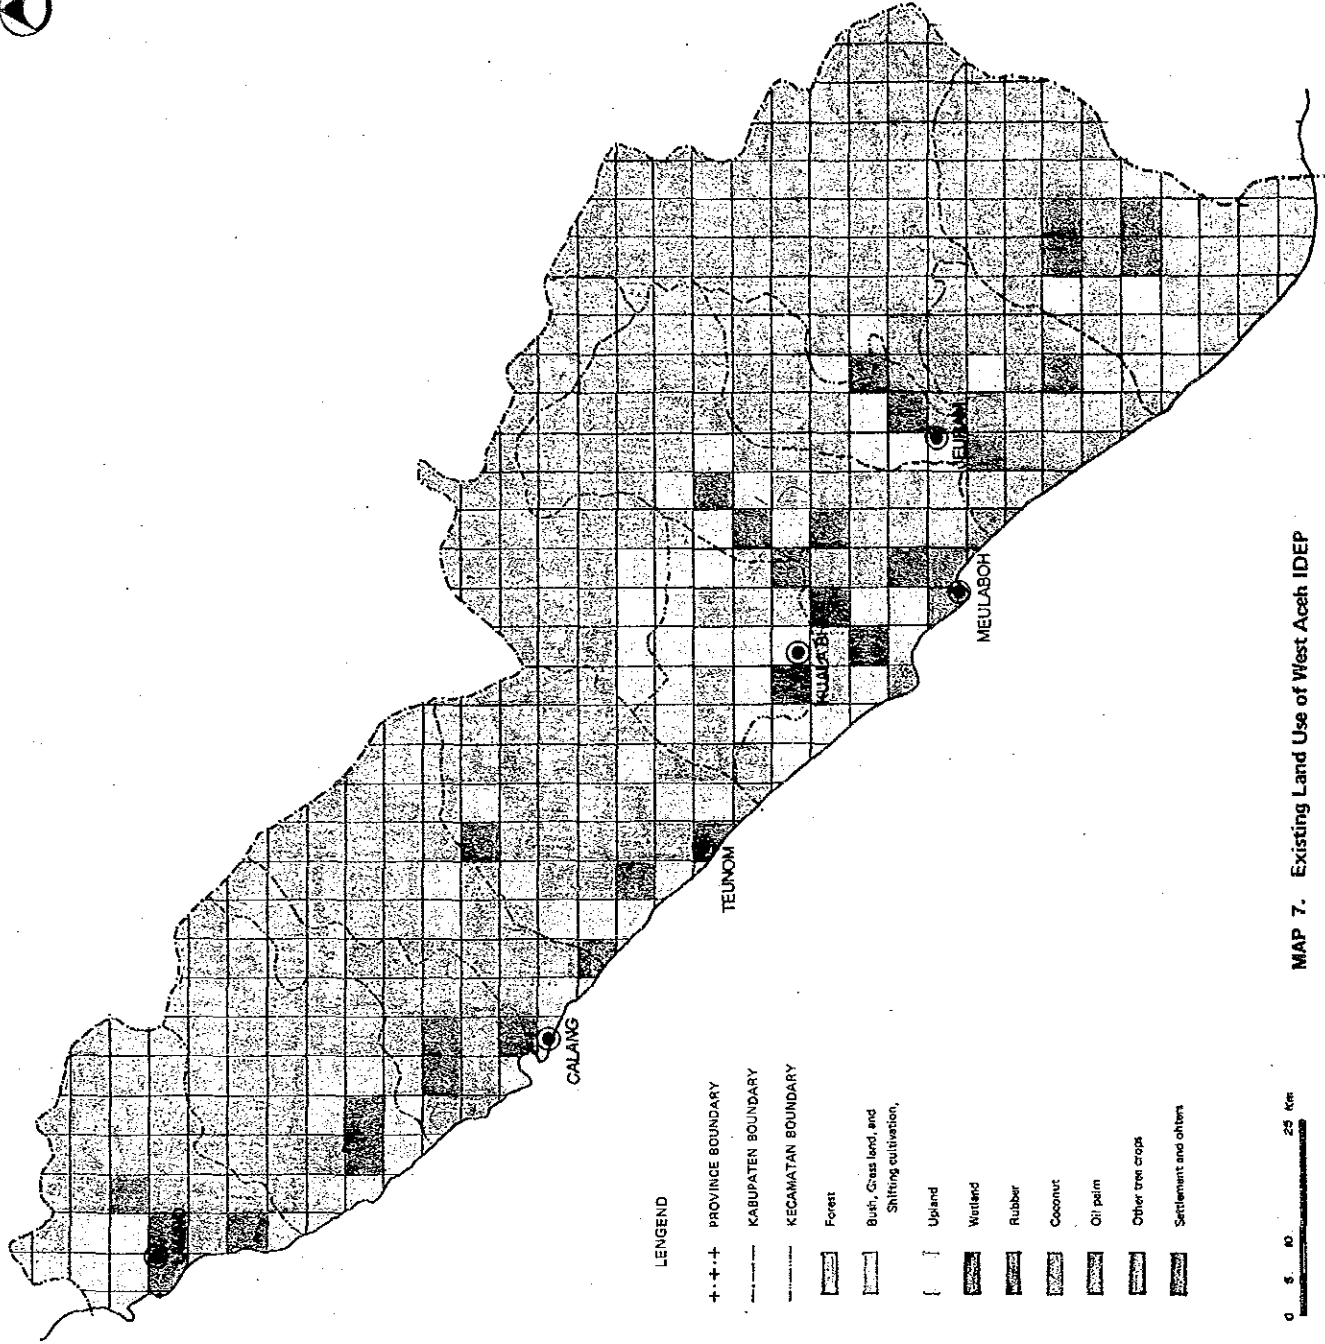 JEURAM
MEULABOH
TEUNOM
CALANG
LENGEND
PROVINCE BOUNDARY
KABUPATEN BOUNDARY
KECAMATAN BOUNDARY
Forest
Bush, Grass land, and
Shifting cultivation,
Upland
Wetland
Rubber
Coconut
Oil palm
Other tree crops
Settlement and ohters
0 5 10 25 Km
MAP 7. Existing Land Use of West Aceh IDEP